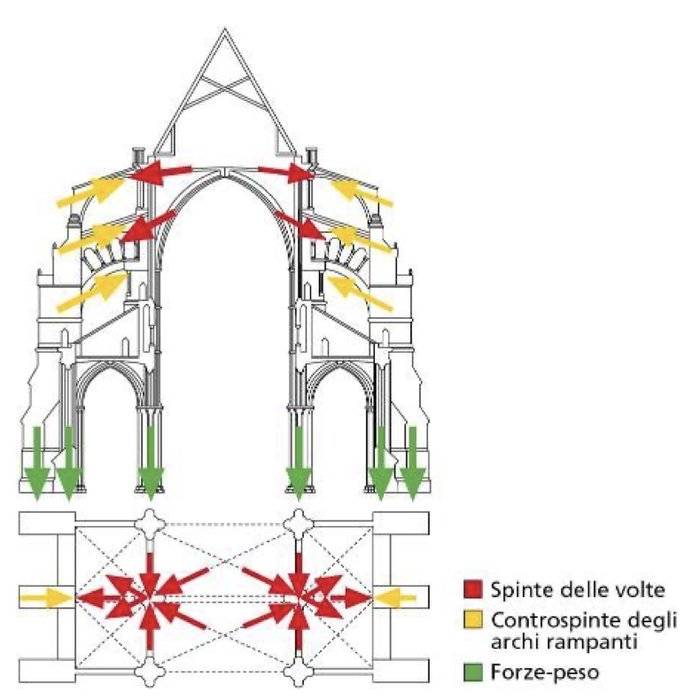 Spinte delle volte
Controspinte degli
archi rampanti
Forze-peso